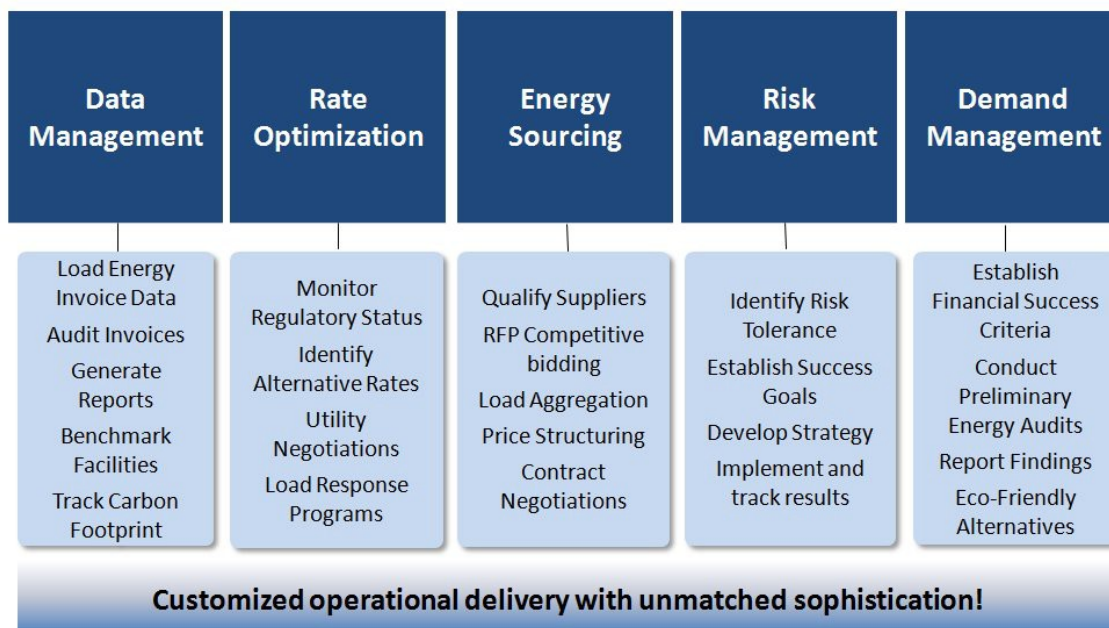 Data
Management
Rate
Optimization
Energy
Sourcing
Risk
Management
Demand
Management
Load Energy
Invoice Data
Audit Invoices
Generate
Reports
Benchmark
Facilities
Track Carbon
Footprint
Monitor
Regulatory Status
Identify
Alternative Rates
Utility
Negotiations
Load Response
Programs
Qualify Suppliers
RFP Competitive
bidding
Load Aggregation
Price Structuring
Contract
Negotiations
Identify Risk
Tolerance
Establish Success
Goals
Develop Strategy
Implement and
track results
Establish
Financial Success
Criteria
Conduct
Preliminary
Energy Audits
Report Findings
Eco-Friendly
Alternatives
Customized operational delivery with unmatched sophistication!